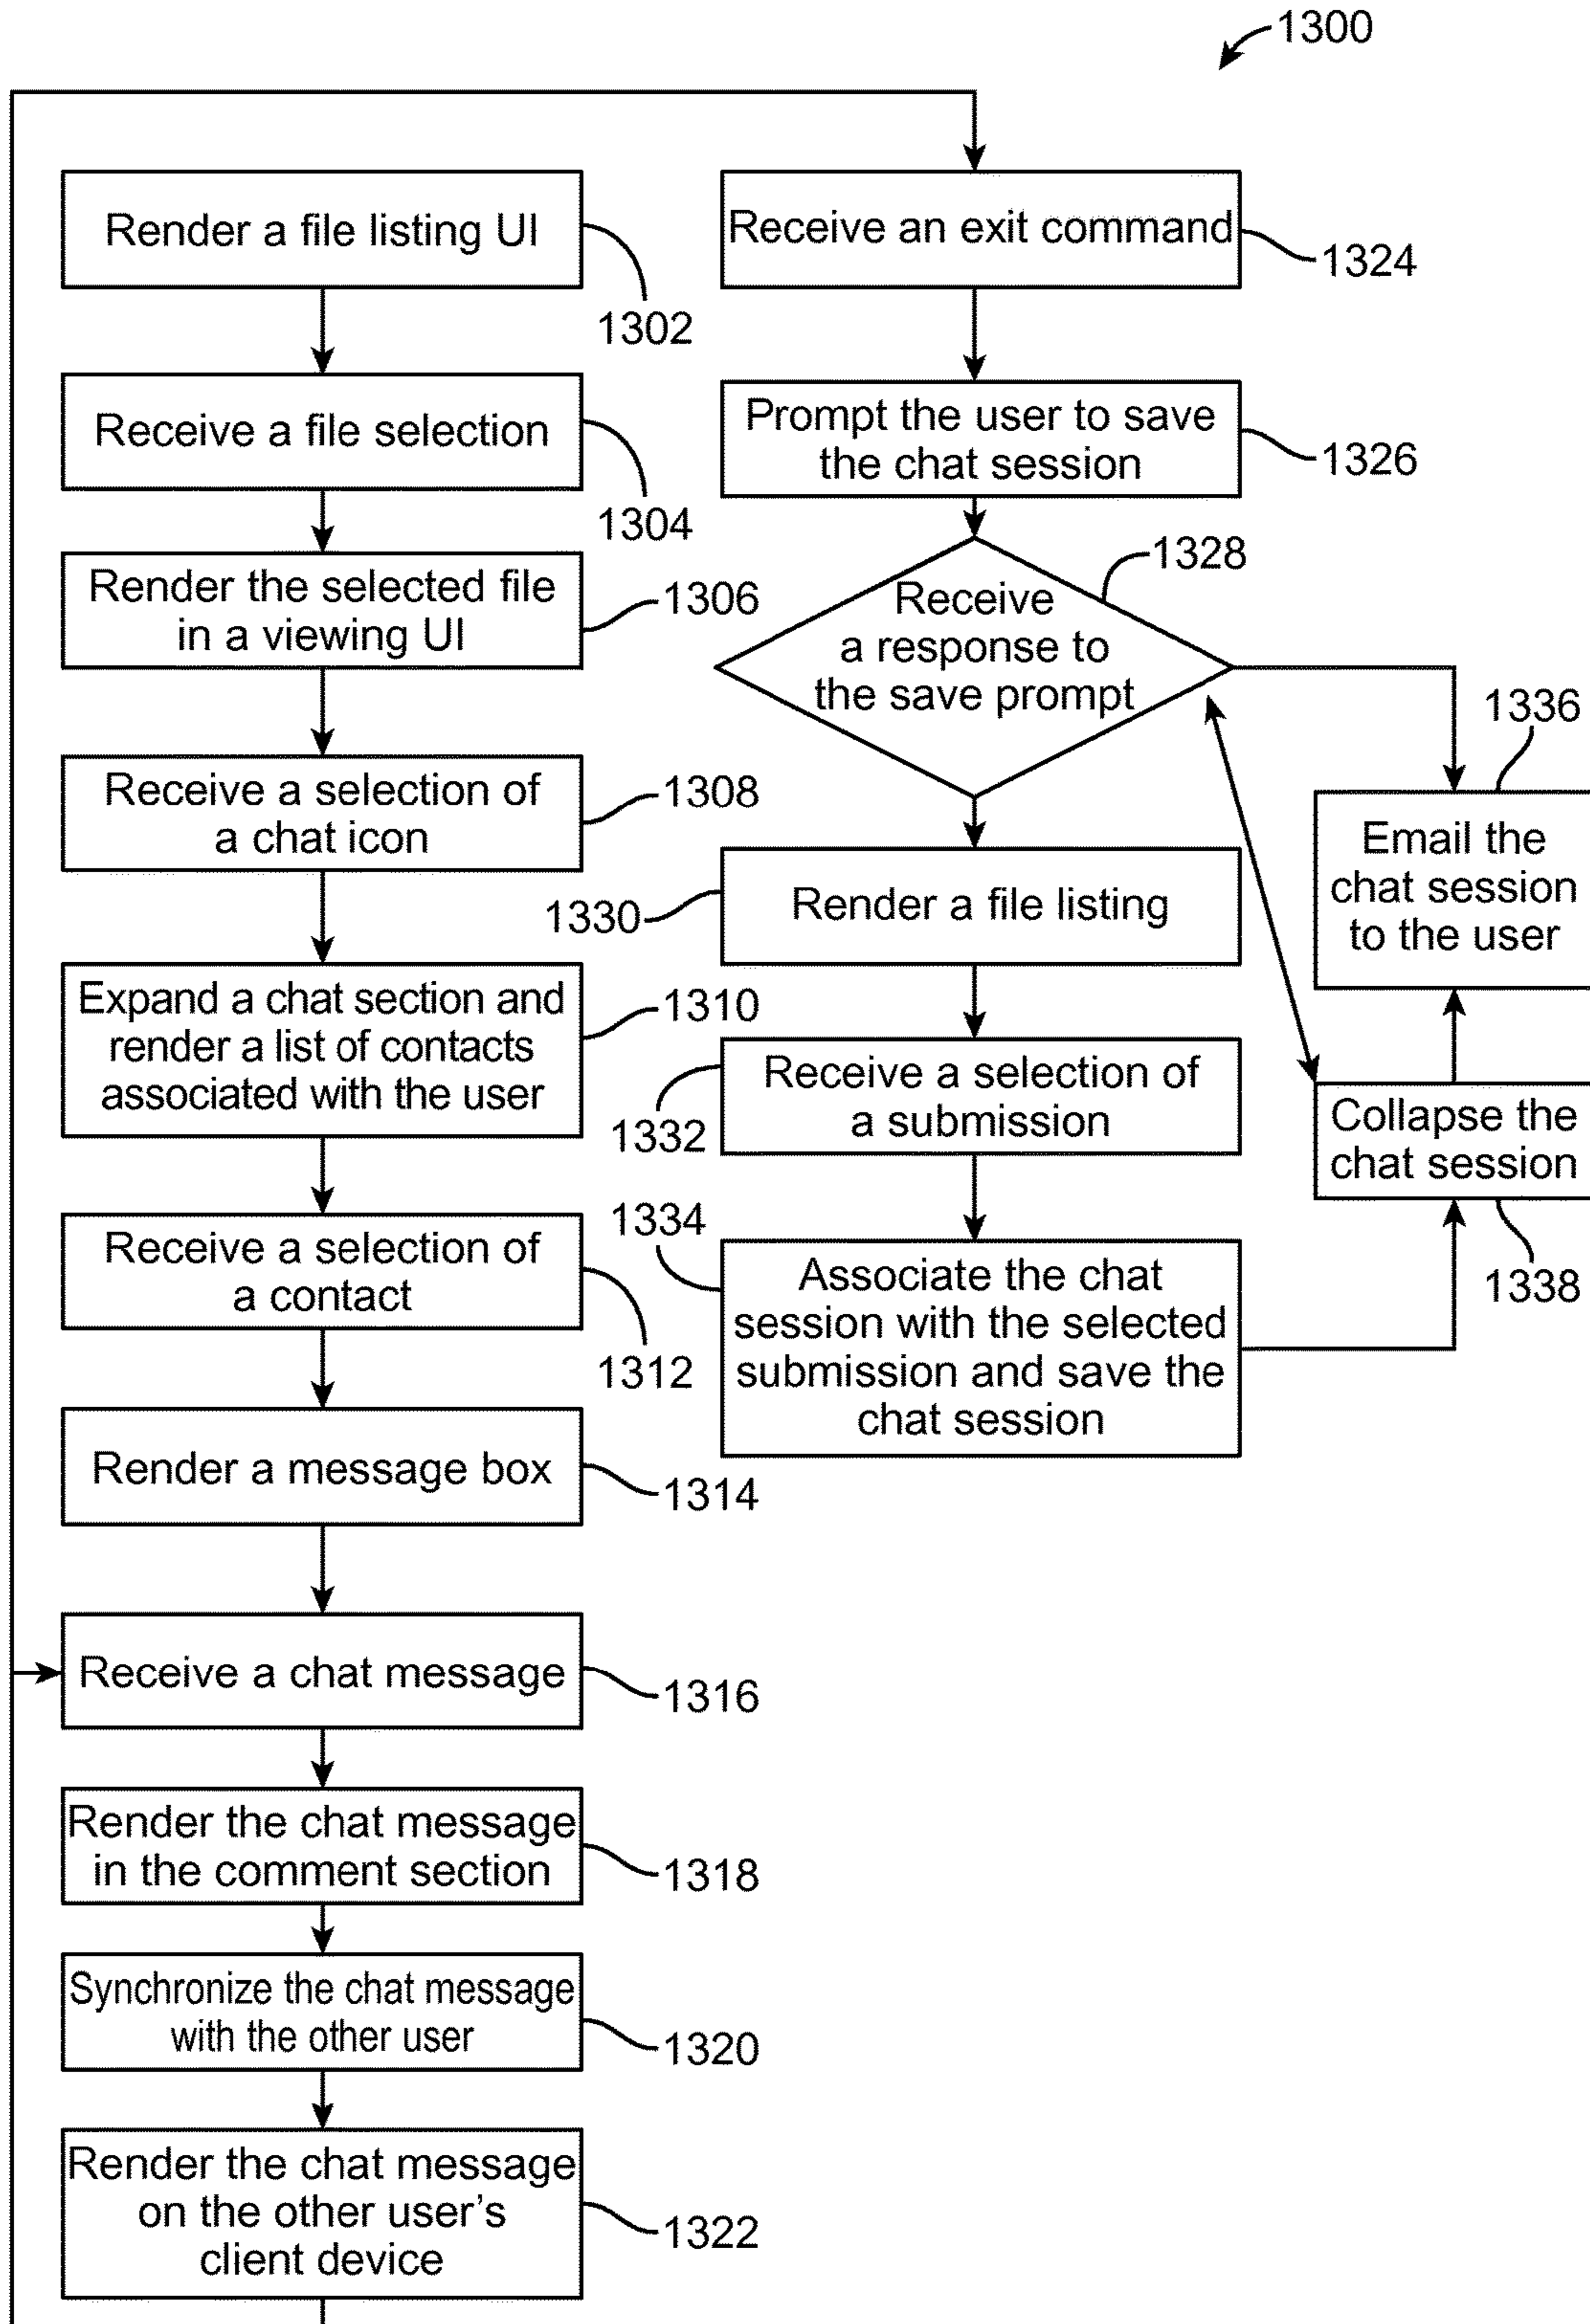 1300
Render a file listing UI
1302
Receive a file selection
1304
Render the selected file
in a viewing UI
1306
Receive a selection of
a chat icon
1308
Expand a chat section and
render a list of contacts
associated with the user
1310
Receive a selection of
a contact
1312
Render a message box
1314
Receive a chat message
1316
Render the chat message
in the comment section
1318
Synchronize the chat message
with the other user
1320
Render the chat message
on the other user's
client device
1322
Receive an exit command
1324
Prompt the user to save
the chat session
1326
Receive
a response to
the save prompt
1328
Render a file listing
1330
Receive a selection of
a submission
1332
Associate the chat
session with the selected
submission and save the
chat session
1334
Email the
chat session
to the user
1336
Collapse the
chat session
1338